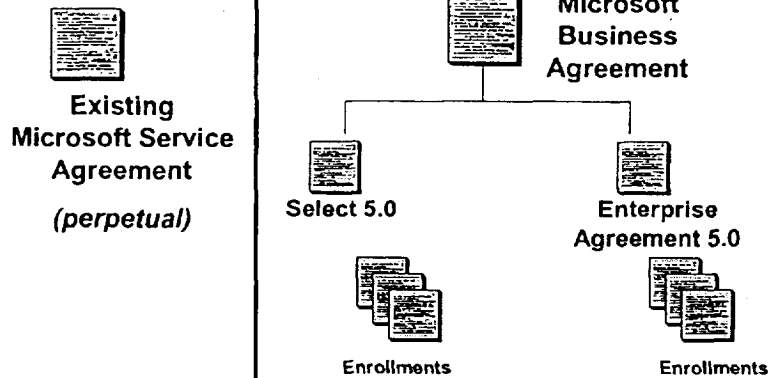 Existing
Microsoft Service
Agreement
(perpetual)
Microsoft
Business
Agreement
Select 5.0
Enterprise
Agreement 5.0
Enrollments
Enrollments